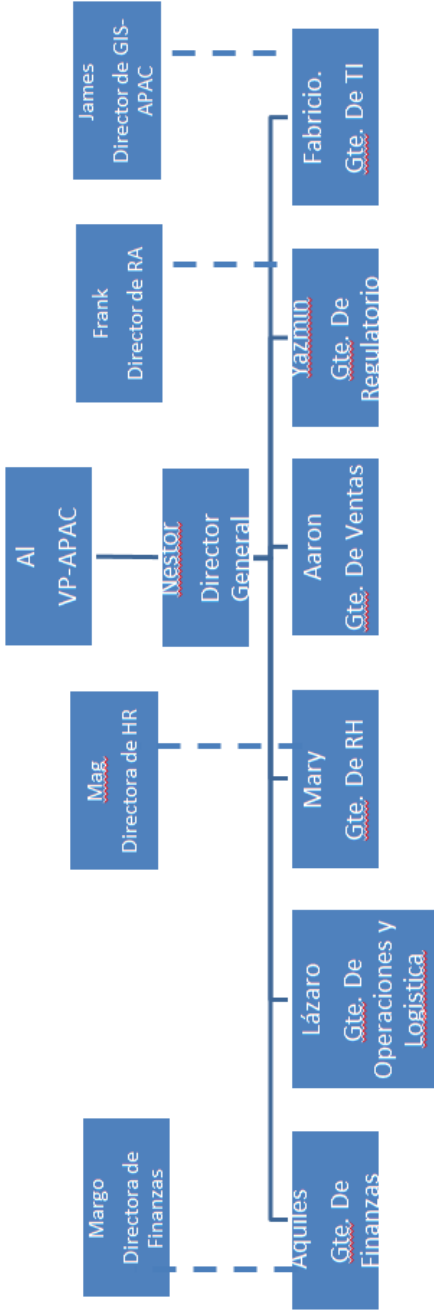 Al
VP-APAC
Nestor
Director
General
Margo
Directora de
Finanzas
Mag
Directora de HR
Frank
Director de RA
James
Director de GIS-
APAC
Aquiles
Gte. De
Finanzas
Lázaro
Gte. De
Operaciones y
Logistica
Mary
Gte. De RH
Aaron
Gte. De Ventas
Yazmin
Gte. De
Regulatorio
Fabricio.
Gte. De TI